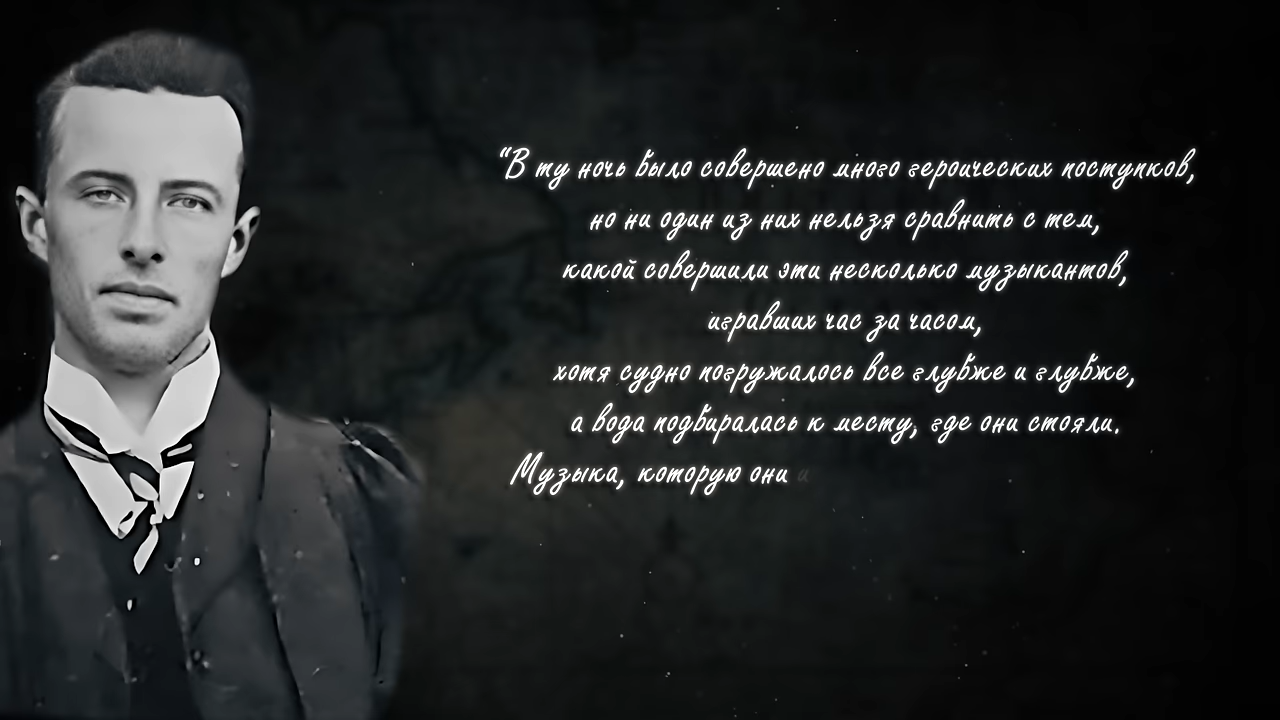 “В ту ночь было совершено много героических поступков,
но ни один из них нельзя сравнить с тем,
какой совершили эти несколько музыкантов,
игравших час за часом,
хотя судно погружалось все глубже и глубже,
а вода подбиралась к месту, где они стояли.
Музыка, которую они и